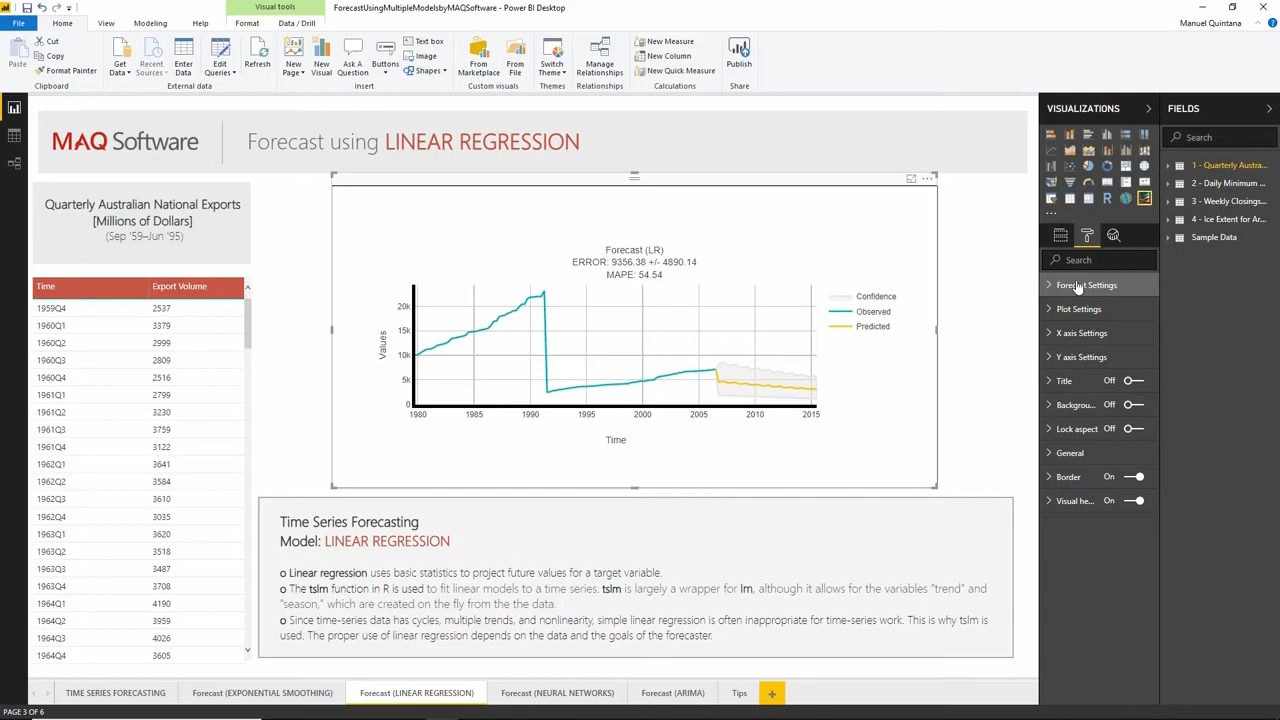 ForecastUsingMultipleModelsbyMAQSoftware - Power BI Desktop
Visual tools
File
Home
View
Modeling
Help
Format
Data / Drill
Manuel Quintana
Paste
Cut
Copy
Format Painter
Clipboard
Get Data
Recent Sources
Enter Data
Edit Queries
Refresh
External data
New Page
New Visual
Ask A Question
Buttons
Text box
Image
Shapes
Insert
From Marketplace
From File
Custom visuals
Switch Theme
Themes
Manage Relationships
Relationships
New Measure
New Column
New Quick Measure
Calculations
Publish
Share
MAQ Software
Forecast using LINEAR REGRESSION
Quarterly Australian National Exports
[Millions of Dollars]
(Sep '59–Jun '95)
Time Export Volume
1959Q4 2537
1960Q1 3379
1960Q2 2999
1960Q3 2809
1960Q4 2516
1961Q1 2799
1961Q2 3230
1961Q3 3759
1961Q4 3122
1962Q1 3641
1962Q2 3584
1962Q3 3610
1962Q4 3035
1963Q1 3620
1963Q2 3518
1963Q3 3487
1963Q4 3708
1964Q1 4190
1964Q2 3959
1964Q3 4026
1964Q4 3605
Forecast (LR)
ERROR: 9356.38 +/- 4890.14
MAPE: 54.54
Values
20k
15k
10k
5k
0
1980 1985 1990 1995 2000 2005 2010 2015
Time
Confidence
Observed
Predicted
Time Series Forecasting
Model: LINEAR REGRESSION
o Linear regression uses basic statistics to project future values for a target variable.
o The tslm function in R is used to fit linear models to a time series. tslm is largely a wrapper for lm, although it allows for the variables "trend" and
"season," which are created on the fly from the the data.
o Since time-series data has cycles, multiple trends, and nonlinearity, simple linear regression is often inappropriate for time-series work. This is why tslm is
used. The proper use of linear regression depends on the data and the goals of the forecaster.
VISUALIZATIONS
Search
Forecast Settings
Plot Settings
X axis Settings
Y axis Settings
Title Off
Backgrou... Off
Lock aspect Off
General
Border On
Visual he... On
FIELDS
Search
1 - Quarterly Austra...
2 - Daily Minimum ...
3 - Weekly Closings...
4 - Ice Extent for Ar...
Sample Data
TIME SERIES FORECASTING
Forecast (EXPONENTIAL SMOOTHING)
Forecast (LINEAR REGRESSION)
Forecast (NEURAL NETWORKS)
Forecast (ARIMA)
Tips
PAGE 3 OF 6